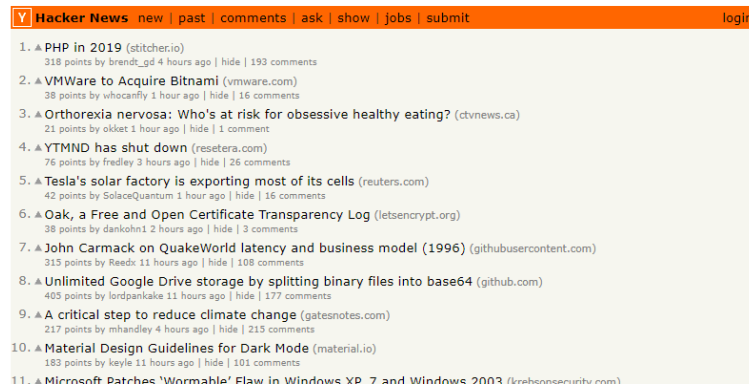 Y Hacker News new | past | comments | ask | show | jobs | submit login
1. ▲ PHP in 2019 (stitcher.io)
318 points by brendt_gd 4 hours ago | hide | 193 comments
2. ▲ VMWare to Acquire Bitnami (vmware.com)
38 points by whocanfly 1 hour ago | hide | 16 comments
3. ▲ Orthorexia nervosa: Who's at risk for obsessive healthy eating? (ctvnews.ca)
21 points by okket 1 hour ago | hide | 1 comment
4. ▲ YTMND has shut down (resetera.com)
76 points by fredley 3 hours ago | hide | 26 comments
5. ▲ Tesla's solar factory is exporting most of its cells (reuters.com)
42 points by SolaceQuantum 1 hour ago | hide | 16 comments
6. ▲ Oak, a Free and Open Certificate Transparency Log (letsencrypt.org)
38 points by dankohn1 2 hours ago | hide | 3 comments
7. ▲ John Carmack on QuakeWorld latency and business model (1996) (githubusercontent.com)
315 points by Reedx 11 hours ago | hide | 108 comments
8. ▲ Unlimited Google Drive storage by splitting binary files into base64 (github.com)
405 points by lordpankake 11 hours ago | hide | 177 comments
9. ▲ A critical step to reduce climate change (gatesnotes.com)
217 points by mhandley 4 hours ago | hide | 215 comments
10. ▲ Material Design Guidelines for Dark Mode (material.io)
183 points by keyle 11 hours ago | hide | 101 comments
11. ▲ Microsoft Patches ‘Wormable’ Flaw in Windows XP, 7 and Windows 2003 (krebsonsecurity.com)